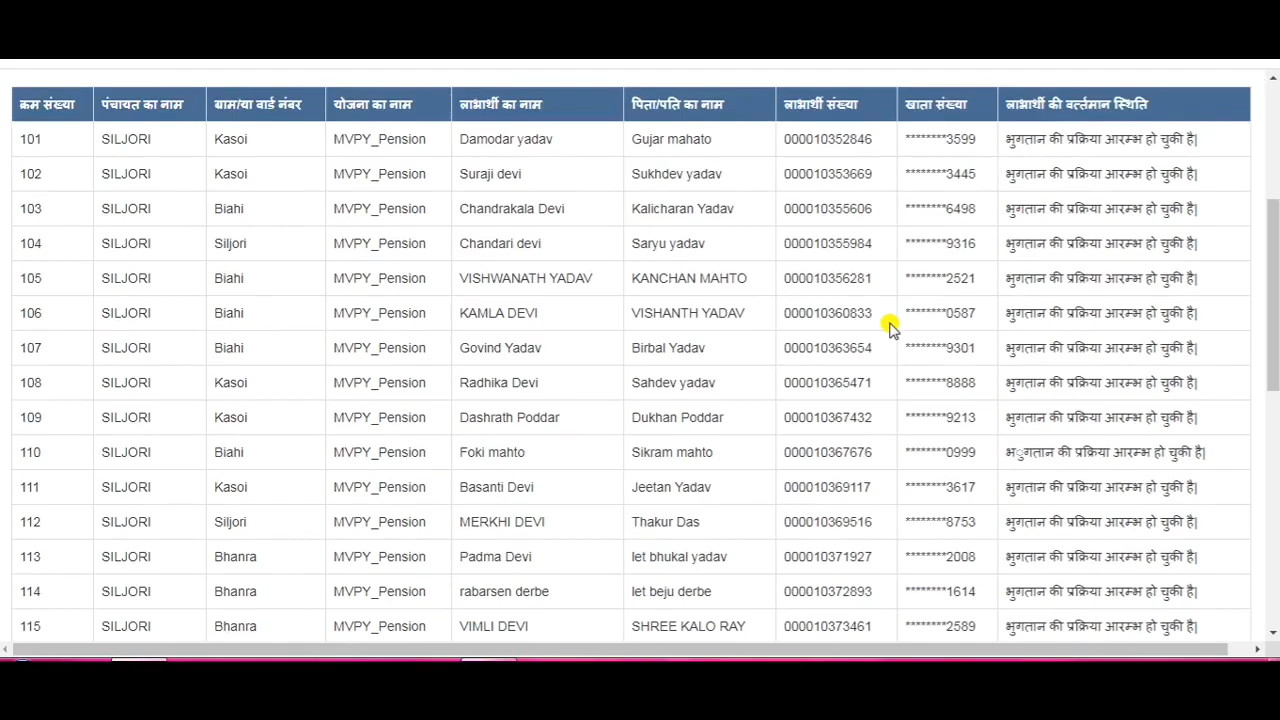 क्रम संख्या पंचायत का नाम ग्राम/या वार्ड नंबर योजना का नाम लाभार्थी का नाम पिता/पति का नाम लाभार्थी संख्या खाता संख्या लाभार्थी की वर्त्तमान स्थिति
101 SILJORI Kasoi MVPY_Pension Damodar yadav Gujar mahato 000010352846 ********3599 भुगतान की प्रक्रिया आरम्भ हो चुकी है|
102 SILJORI Kasoi MVPY_Pension Suraji devi Sukhdev yadav 000010353669 ********3445 भुगतान की प्रक्रिया आरम्भ हो चुकी है|
103 SILJORI Biahi MVPY_Pension Chandrakala Devi Kalicharan Yadav 000010355606 ********6498 भुगतान की प्रक्रिया आरम्भ हो चुकी है|
104 SILJORI Siljori MVPY_Pension Chandari devi Saryu yadav 000010355984 ********9316 भुगतान की प्रक्रिया आरम्भ हो चुकी है|
105 SILJORI Biahi MVPY_Pension VISHWANATH YADAV KANCHAN MAHTO 000010356281 ********2521 भुगतान की प्रक्रिया आरम्भ हो चुकी है|
106 SILJORI Biahi MVPY_Pension KAMLA DEVI VISHANTH YADAV 000010360833 ********0587 भुगतान की प्रक्रिया आरम्भ हो चुकी है|
107 SILJORI Biahi MVPY_Pension Govind Yadav Birbal Yadav 000010363654 ********9301 भुगतान की प्रक्रिया आरम्भ हो चुकी है|
108 SILJORI Kasoi MVPY_Pension Radhika Devi Sahdev yadav 000010365471 ********8888 भुगतान की प्रक्रिया आरम्भ हो चुकी है|
109 SILJORI Kasoi MVPY_Pension Dashrath Poddar Dukhan Poddar 000010367432 ********9213 भुगतान की प्रक्रिया आरम्भ हो चुकी है|
110 SILJORI Biahi MVPY_Pension Foki mahto Sikram mahto 000010367676 ********0999 भुगतान की प्रक्रिया आरम्भ हो चुकी है|
111 SILJORI Kasoi MVPY_Pension Basanti Devi Jeetan Yadav 000010369117 ********3617 भुगतान की प्रक्रिया आरम्भ हो चुकी है|
112 SILJORI Siljori MVPY_Pension MERKHI DEVI Thakur Das 000010369516 ********8753 भुगतान की प्रक्रिया आरम्भ हो चुकी है|
113 SILJORI Bhanra MVPY_Pension Padma Devi let bhukal yadav 000010371927 ********2008 भुगतान की प्रक्रिया आरम्भ हो चुकी है|
114 SILJORI Bhanra MVPY_Pension rabarsen derbe let beju derbe 000010372893 ********1614 भुगतान की प्रक्रिया आरम्भ हो चुकी है|
115 SILJORI Bhanra MVPY_Pension VIMLI DEVI SHREE KALO RAY 000010373461 ********2589 भुगतान की प्रक्रिया आरम्भ हो चुकी है|